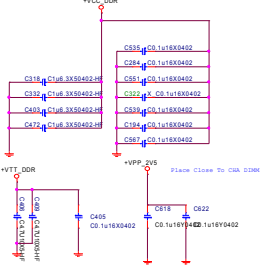 +VCC_DDR
C535 C0.1u16X0402
C284 C0.1u16X0402
C318 C1u6.3X50402-HF C551 C0.1u16X0402
C332 C1u6.3X50402-HF C322 X_C0.1u16X0402
C403 C1u6.3X50402-HF C539 C0.1u16X0402
C472 C1u6.3X50402-HF C194 C0.1u16X0402
C567 C0.1u16X0402
+VTT_DDR
+VPP_2V5
Place Close To CHA DIMM
C405
C0.1u16X0402
C618
C0.1u16Y0402
C622
C0.1u16Y0402